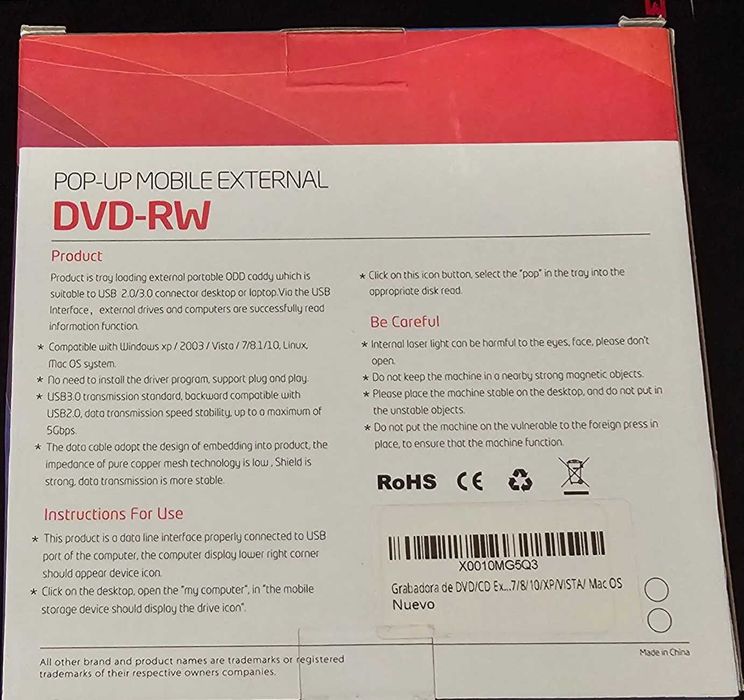 POP-UP MOBILE EXTERNAL
DVD-RW
Product
Product is tray loading external portable ODD caddy which is
suitable to USB 2.0/3.0 connector desktop or laptop.Via the USB
Interface, external drives and computers are successfully read
information function.
* Compatible with Windows xp / 2003 / Vista / 7/8.1/10, Linux,
Mac OS system.
* No need to install the driver program, support plug and play.
* USB3.0 transmission standard, backward compatible with
USB2.0, data transmission speed stability, up to a maximum of
5Gbps.
* The data cable adopt the design of embedding into product, the
impedance of pure copper mesh technology is low , Shield is
strong, data transmission is more stable.
Instructions For Use
* This product is a data line interface properly connected to USB
port of the computer, the computer display lower right corner
should appear device icon.
* Click on the desktop, open the "my computer", in "the mobile
storage device should display the drive icon".
* Click on this icon button, select the "pop" in the tray into the
appropriate disk read.
Be Careful
* Internal laser light can be harmful to the eyes, face, please don't
open.
* Do not keep the machine in a nearby strong magnetic objects.
* Please place the machine stable on the desktop, and do not put in
the unstable objects.
* Do not put the machine on the vulnerable to the foreign press in
place, to ensure that the machine function.
RoHS CE
X0010MG5Q3
Grabadora de DVD/CD Ex...7/8/10/XP/VISTA/ Mac OS
Nuevo
All other brand and product names are trademarks or registered
trademarks of their respective owners companies.
Made in China